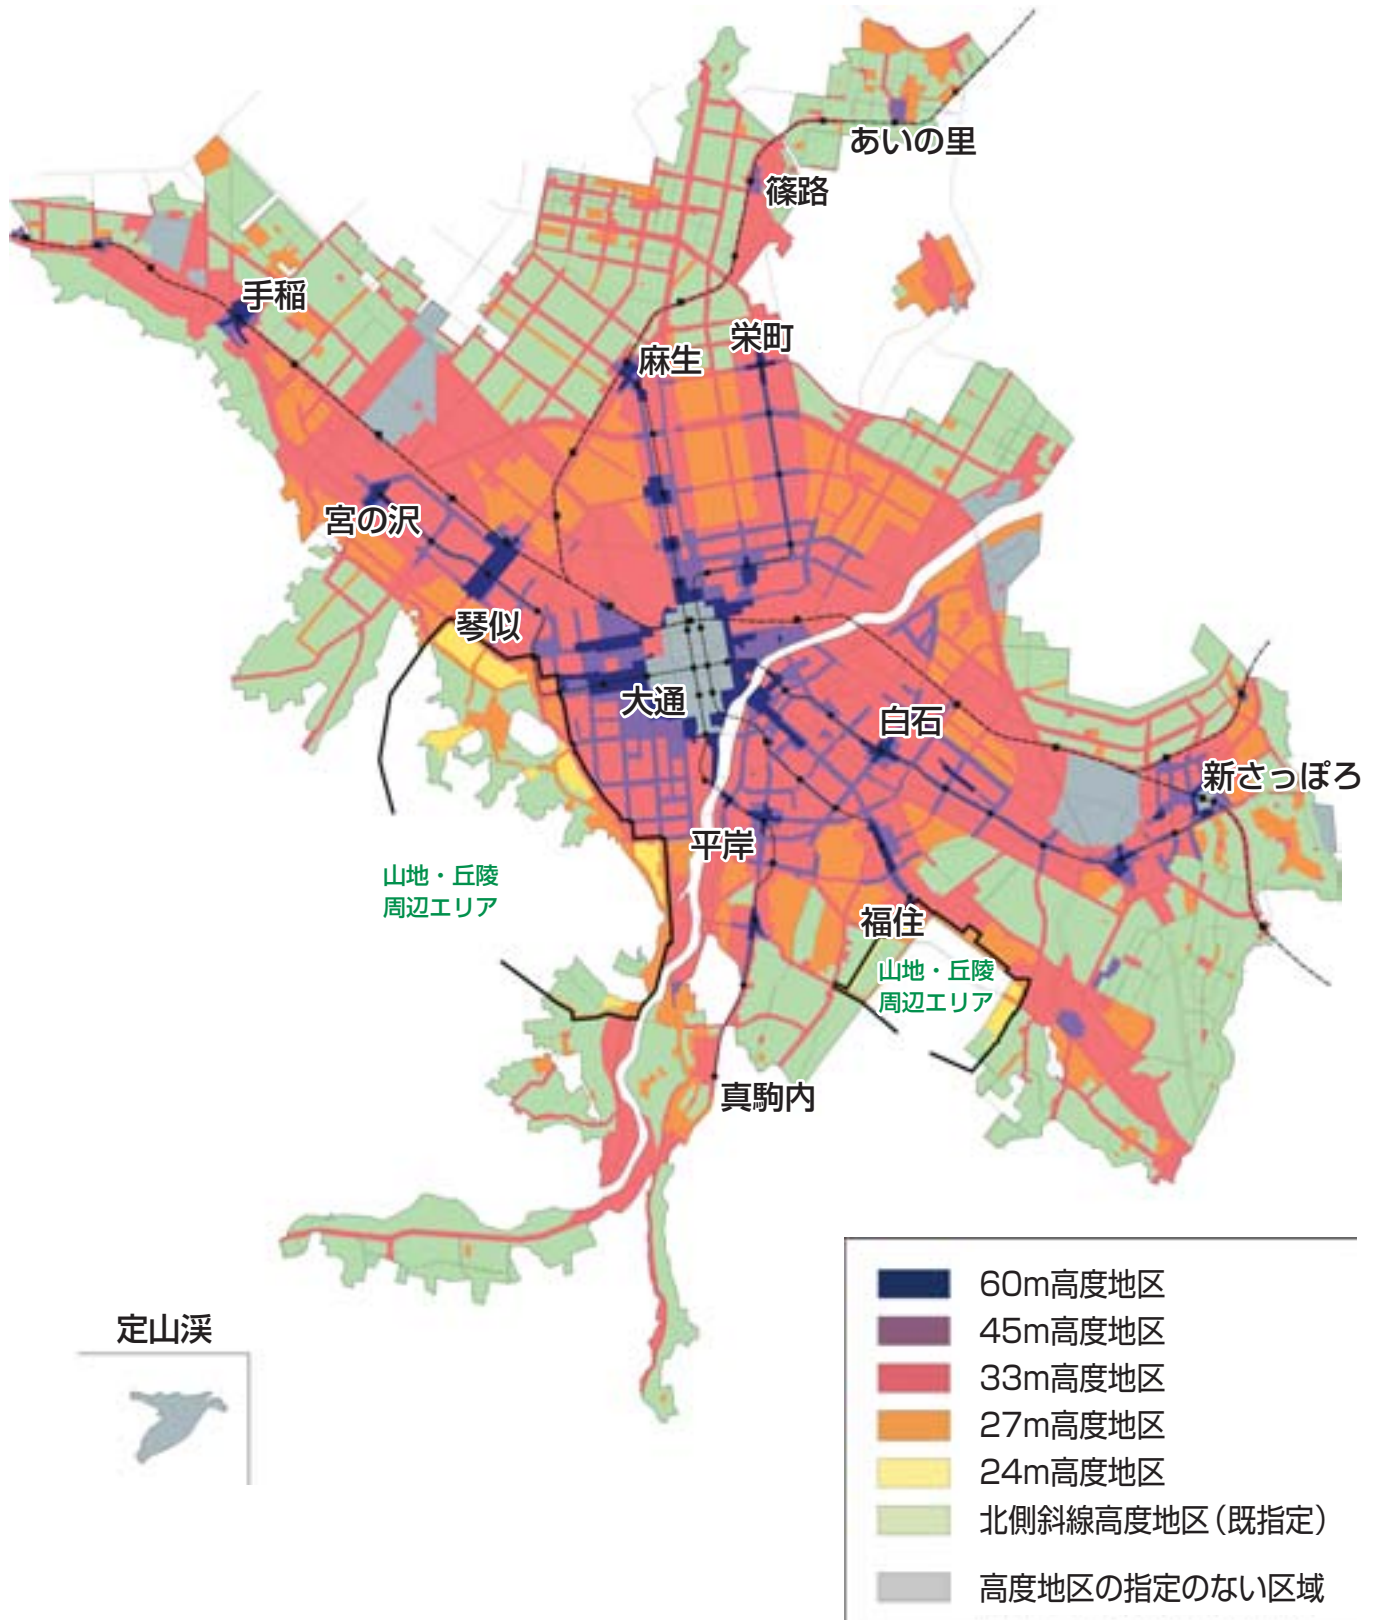 あいの里
篠路
手稲
栄町
麻生
宮の沢
琴似
大通
白石
新さっぽろ
平岸
山地・丘陵
周辺エリア
福住
山地・丘陵
周辺エリア
真駒内
定山渓
60m高度地区
45m高度地区
33m高度地区
27m高度地区
24m高度地区
北側斜線高度地区(既指定)
高度地区の指定のない区域